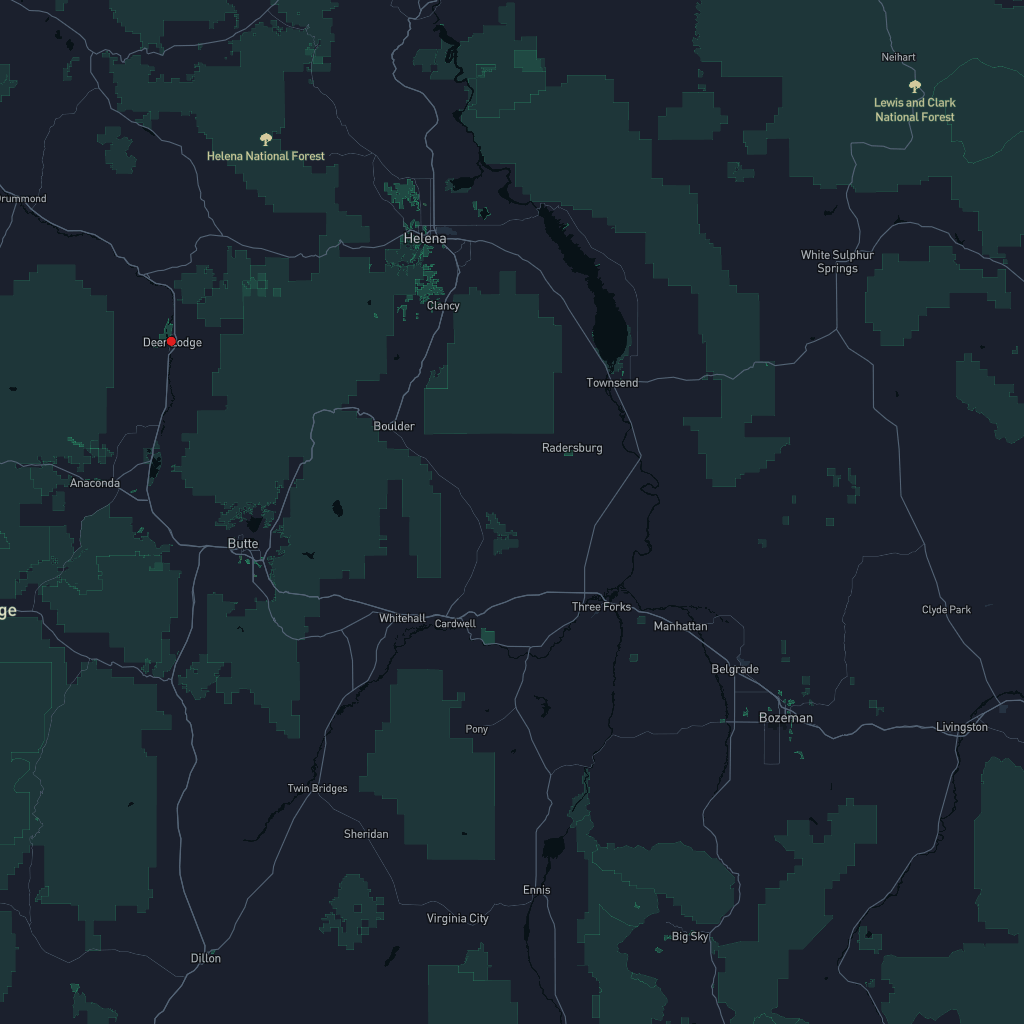 Neihart
Lewis and Clark
National Forest
Helena National Forest
Drummond
Helena
White Sulphur
Springs
Clancy
Deer Lodge
Townsend
Boulder
Radersburg
Anaconda
Butte
ge
Three Forks
Clyde Park
Whitehall
Cardwell
Manhattan
Belgrade
Bozeman
Livingston
Pony
Twin Bridges
Sheridan
Ennis
Virginia City
Big Sky
Dillon